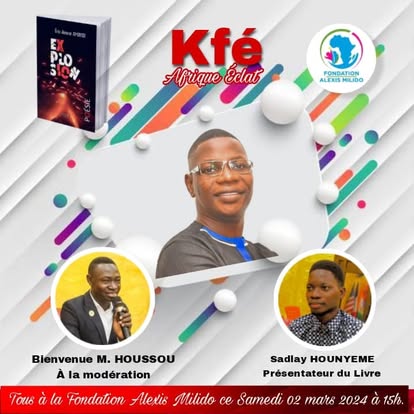 EXPLOSION
POÉSIE
Kfé
Afrique Éclat
FONDATION
ALEXIS MILIDO
Bienvenue M. HOUSSOU
À la modération
Sadlay HOUNYEME
Présentateur du Livre
Tous à la Fondation Alexis Milido ce Samedi 02 mars 2024 à 15h.